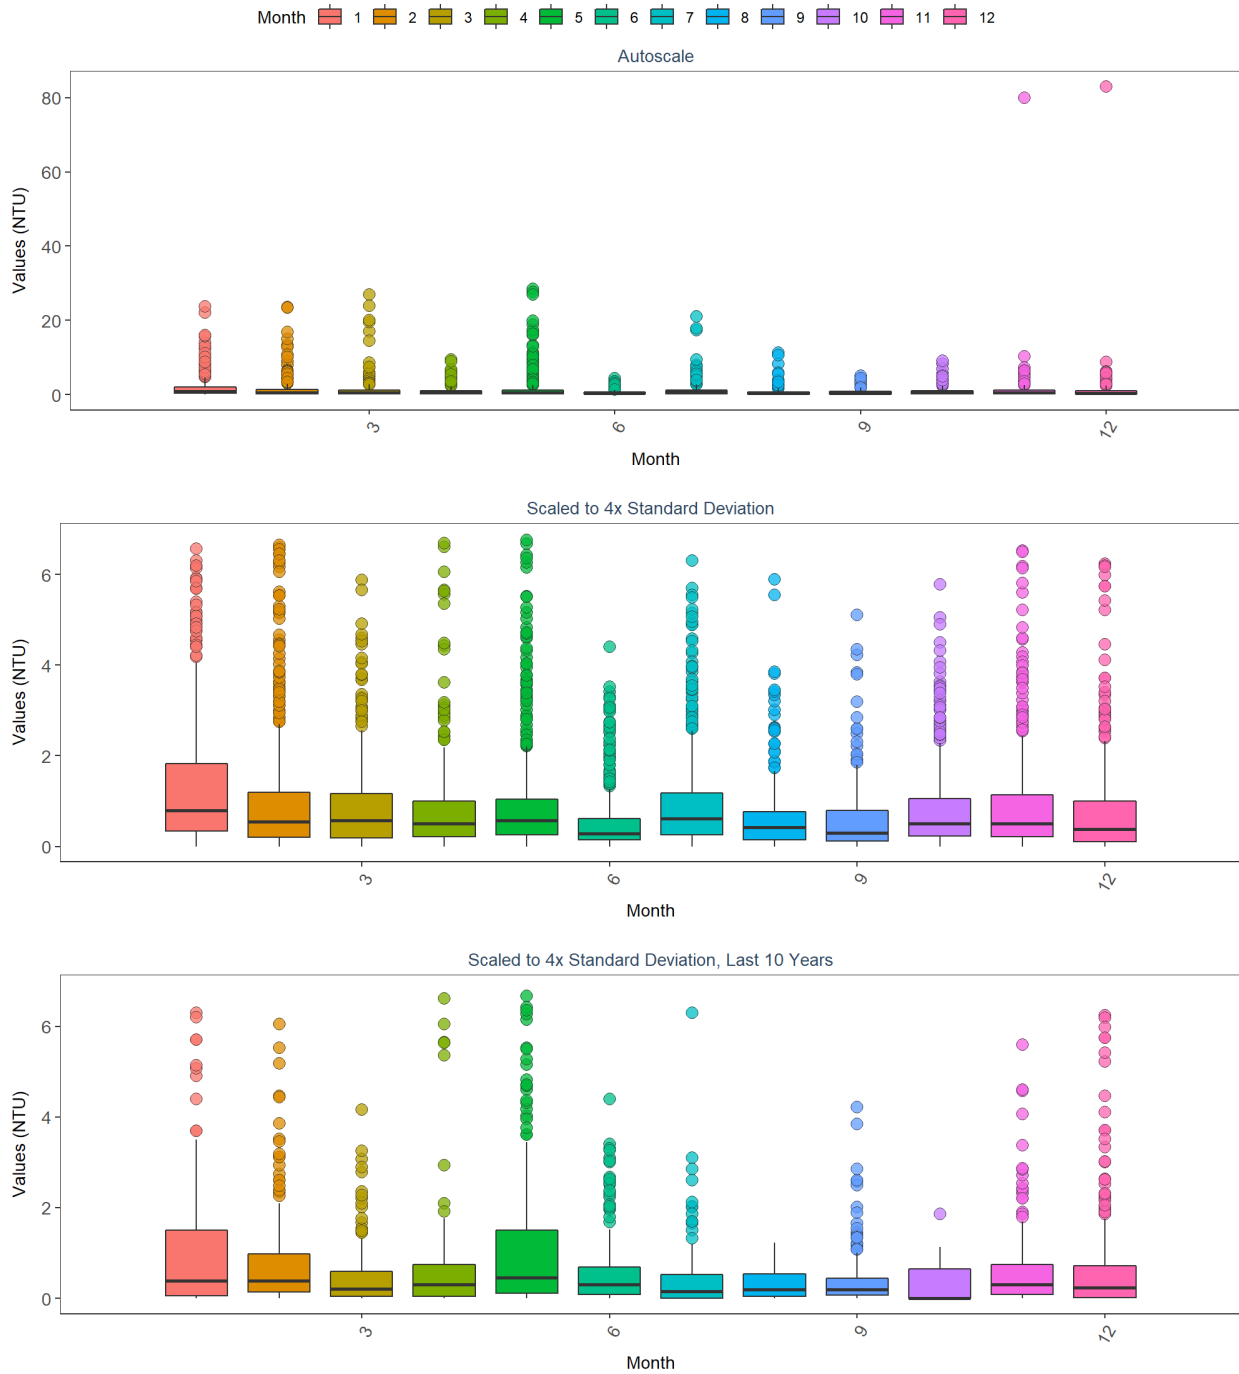 Month 1 2 3 4 5 6 7 8 9 10 11 12
Autoscale
Values (NTU)
80
60
40
20
0
3 6 9 12
Month
Scaled to 4x Standard Deviation
Values (NTU)
6
4
2
0
3 6 9 12
Month
Scaled to 4x Standard Deviation, Last 10 Years
Values (NTU)
6
4
2
0
3 6 9 12
Month